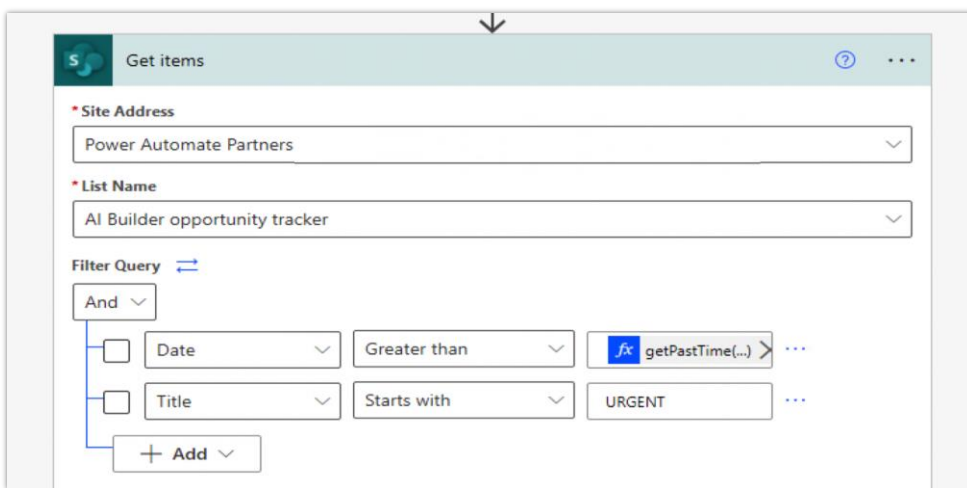 S Get items
* Site Address
Power Automate Partners
* List Name
AI Builder opportunity tracker
Filter Query
And
Date Greater than fx getPastTime(...)
Title Starts with URGENT
+ Add